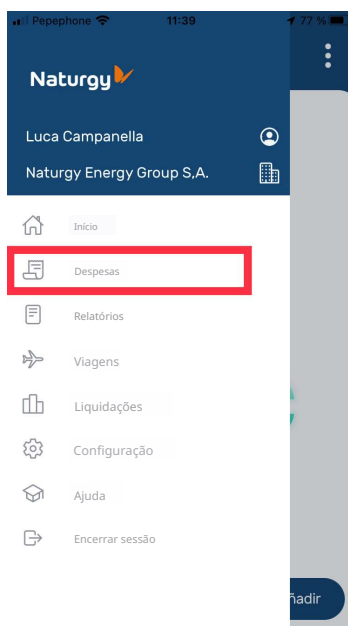 Pepephone 11:39 77 %
Naturgy
Luca Campanella
Naturgy Energy Group S,A.
Início
Despesas
Relatórios
Viagens
Liquidações
Configuração
Ajuda
Encerrar sessão
ñadir